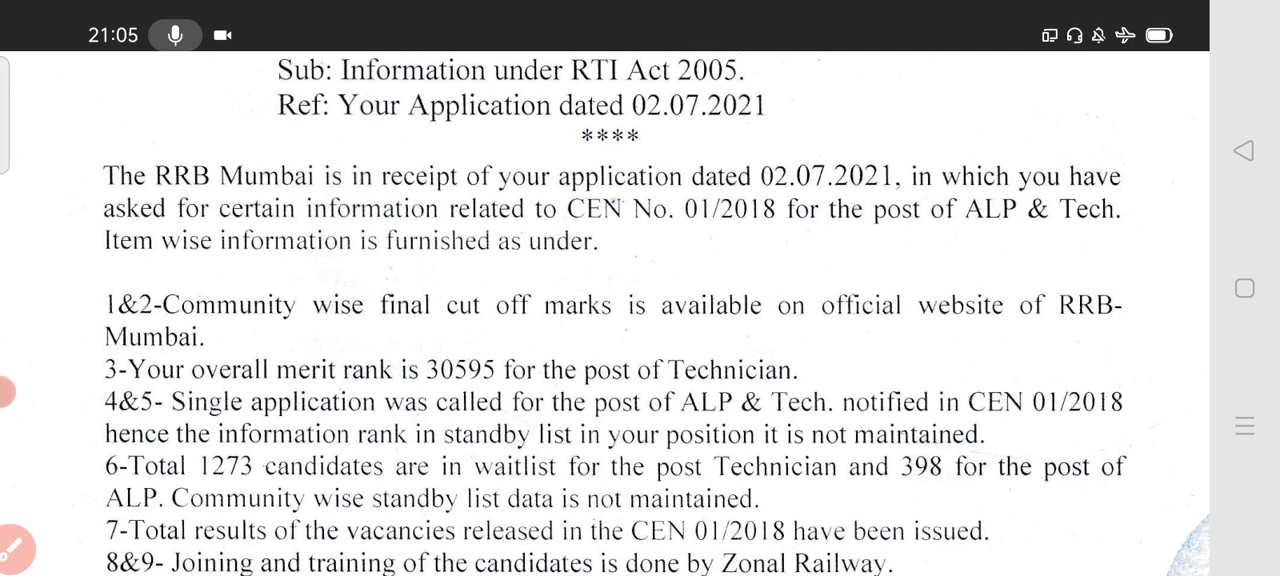 21:05
Sub: Information under RTI Act 2005.
Ref: Your Application dated 02.07.2021
****
The RRB Mumbai is in receipt of your application dated 02.07.2021, in which you have
asked for certain information related to CEN No. 01/2018 for the post of ALP & Tech.
Item wise information is furnished as under.
1&2-Community wise final cut off marks is available on official website of RRB-
Mumbai.
3-Your overall merit rank is 30595 for the post of Technician.
4&5- Single application was called for the post of ALP & Tech. notified in CEN 01/2018
hence the information rank in standby list in your position it is not maintained.
6-Total 1273 candidates are in waitlist for the post Technician and 398 for the post of
ALP. Community wise standby list data is not maintained.
7-Total results of the vacancies released in the CEN 01/2018 have been issued.
8&9- Joining and training of the candidates is done by Zonal Railway.